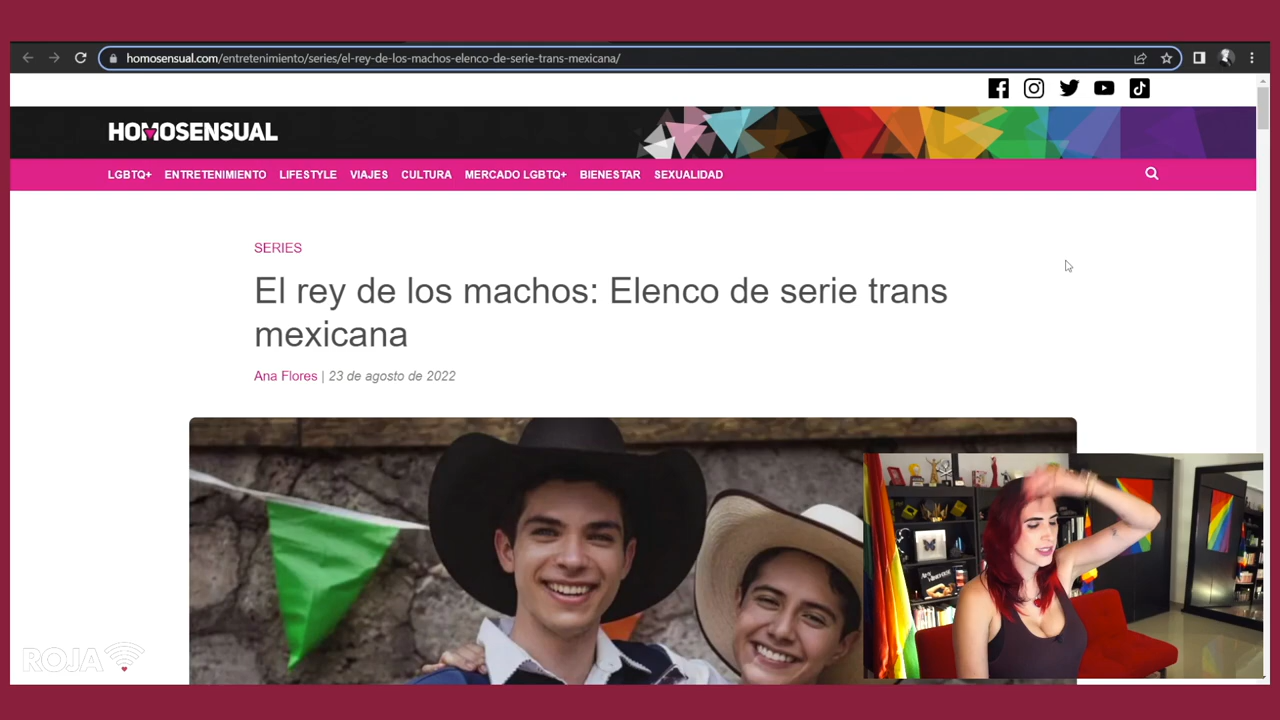 homosensual.com/entretenimiento/series/el-rey-de-los-machos-elenco-de-serie-trans-mexicana/
HOMOSENSUAL
LGBTQ+ ENTRETENIMIENTO LIFESTYLE VIAJES CULTURA MERCADO LGBTQ+ BIENESTAR SEXUALIDAD
SERIES
El rey de los machos: Elenco de serie trans
mexicana
Ana Flores | 23 de agosto de 2022
ROJA